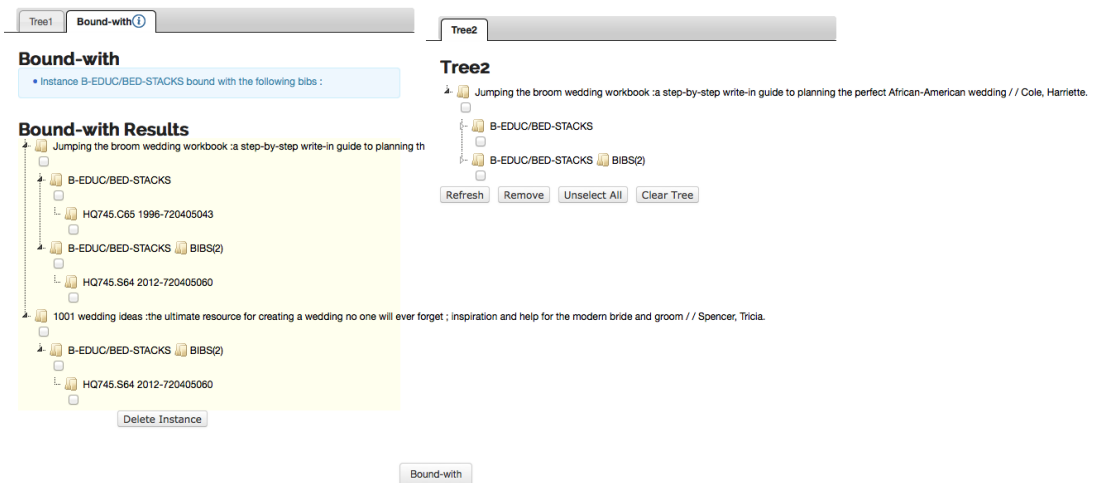 Tree1
Bound-with
Bound-with
Instance B-EDUC/BED-STACKS bound with the following bibs :
Bound-with Results
Jumping the broom wedding workbook :a step-by-step write-in guide to planning th
B-EDUC/BED-STACKS
HQ745.C65 1996-720405043
B-EDUC/BED-STACKS BIBS(2)
HQ745.S64 2012-720405060
1001 wedding ideas :the ultimate resource for creating a wedding no one will ever forget ; inspiration and help for the modern bride and groom / / Spencer, Tricia.
B-EDUC/BED-STACKS BIBS(2)
HQ745.S64 2012-720405060
Delete Instance
Tree2
Tree2
Jumping the broom wedding workbook :a step-by-step write-in guide to planning the perfect African-American wedding / / Cole, Harriette.
B-EDUC/BED-STACKS
B-EDUC/BED-STACKS BIBS(2)
Refresh Remove Unselect All Clear Tree
Bound-with